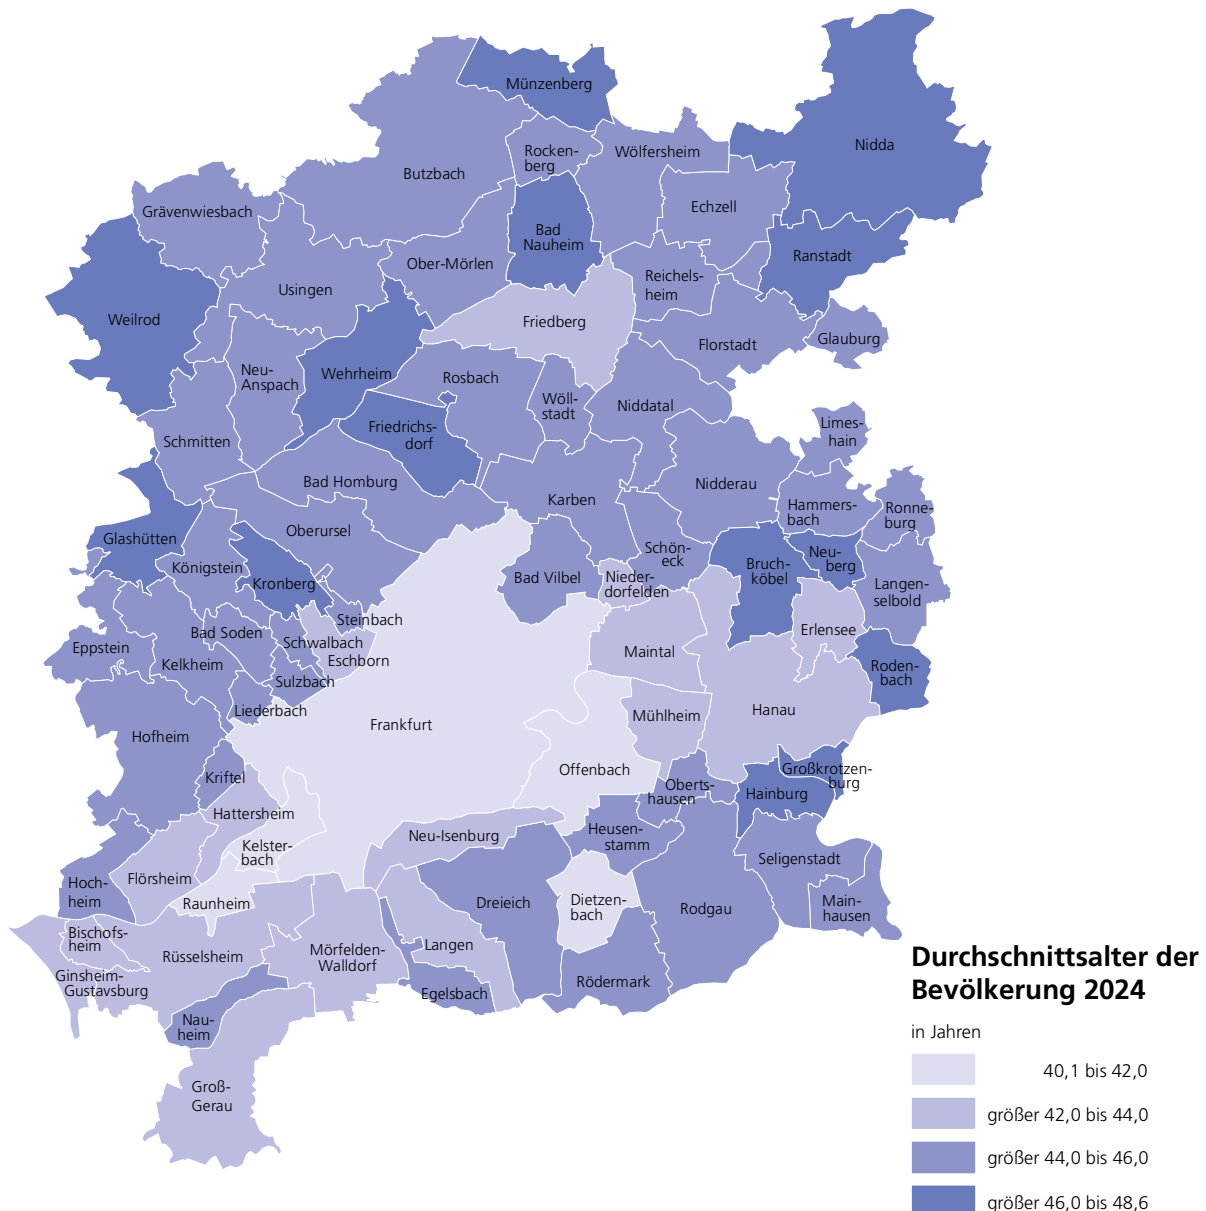 Münzenberg
Nidda
Rocken-
berg
Wölfersheim
Butzbach
Echzell
Grävenwiesbach
Bad
Nauheim
Ranstadt
Ober-Mörlen
Reichels-
heim
Usingen
Weilrod
Friedberg
Florstadt
Glauburg
Neu-
Anspach
Wehrheim
Rosbach
Wöll-
stadt
Niddatal
Schmitten
Friedrichs-
dorf
Limes-
hain
Bad Homburg
Karben
Nidderau
Hammers-
bach
Ronne-
burg
Glashütten
Oberursel
Schön-
eck
Neu-
berg
Königstein
Kronberg
Bad Vilbel
Nieder-
dorfelden
Bruch-
köbel
Langen-
selbold
Steinbach
Bad Soden
Schwalbach
Erlensee
Eppstein
Kelkheim
Eschborn
Maintal
Roden-
bach
Sulzbach
Liederbach
Frankfurt
Mühlheim
Hanau
Hofheim
Offenbach
Großkrotzen-
burg
Kriftel
Oberts-
hausen
Hainburg
Hattersheim
Neu-Isenburg
Heusen-
stamm
Kelster-
bach
Seligenstadt
Flörsheim
Hoch-
heim
Raunheim
Dreieich
Dietzen-
bach
Rodgau
Main-
hausen
Bischofs-
heim
Rüsselsheim
Mörfelden-
Walldorf
Langen
Ginsheim-
Gustavsburg
Egelsbach
Rödermark
Nau-
heim
Groß-
Gerau
Durchschnittsalter der
Bevölkerung 2024
in Jahren
40,1 bis 42,0
größer 42,0 bis 44,0
größer 44,0 bis 46,0
größer 46,0 bis 48,6